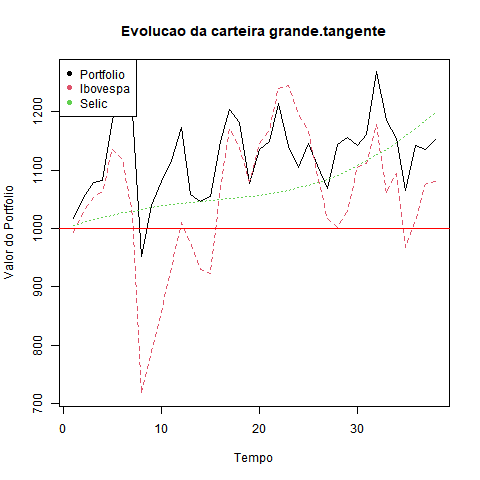 Evolucao da carteira grande.tangente
Portfolio
Ibovespa
Selic
Valor do Portfólio
700
800
900
1000
1100
1200
0
10
20
30
Tempo